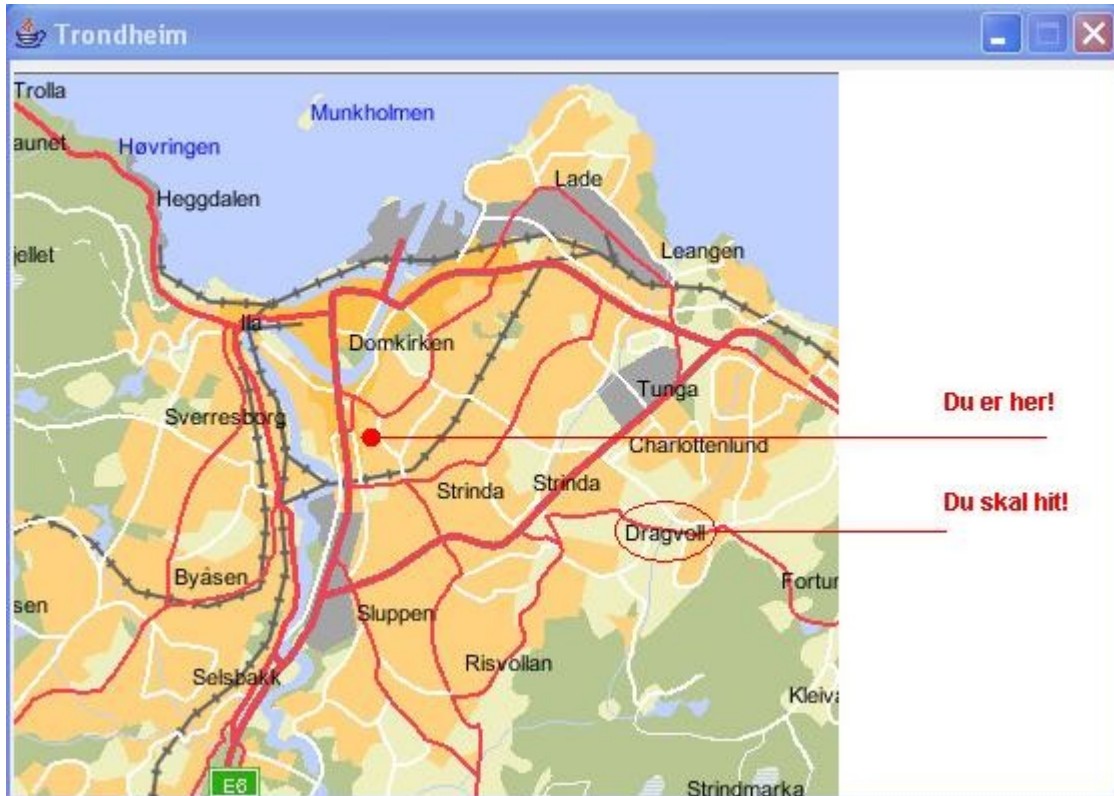 Trondheim
Trolla
Munkholmen
aunet
Høvringen
Lade
Heggdalen
jellet
Leangen
Ila
Domkirken
Tunga
Du er her!
Sverresborg
Charlottenlund
Strinda
Strinda
Du skal hit!
Dragvoll
Byåsen
Fortun
sen
Sluppen
Risvollan
Selsbakk
Kleiva
E6
Strindmarka